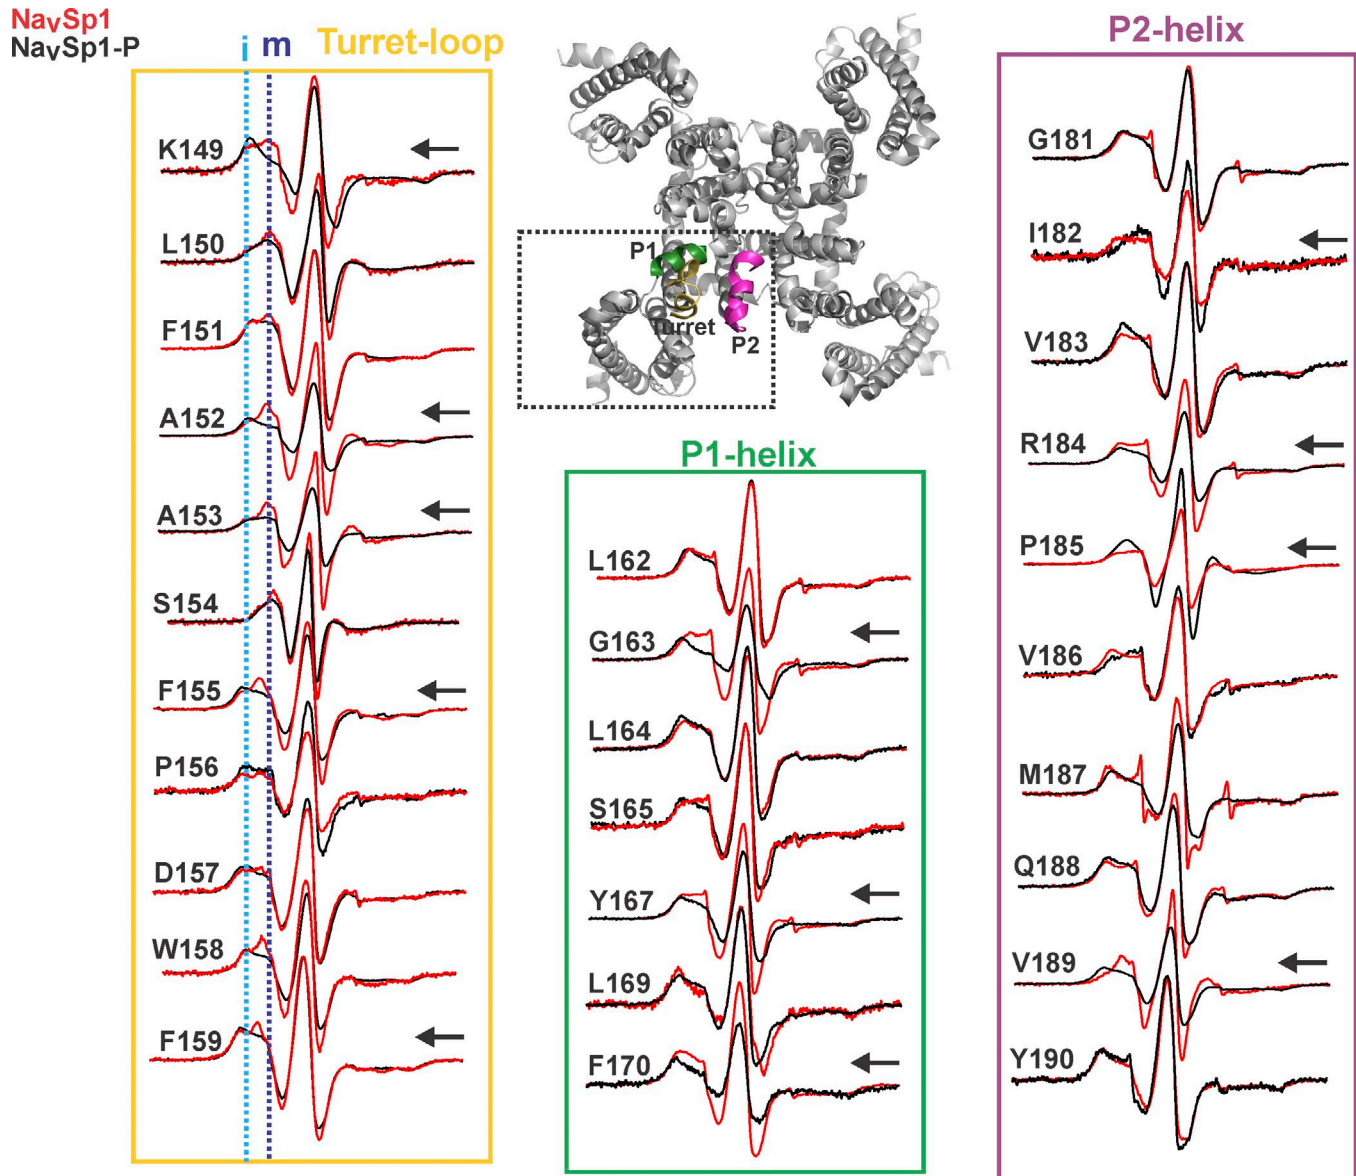 NavSp1
NavSp1-P
i m Turret-loop
K149
L150
F151
A152
A153
S154
F155
P156
D157
W158
F159
P1
Turret
P2
P1-helix
L162
G163
L164
S165
Y167
L169
F170
P2-helix
G181
I182
V183
R184
P185
V186
M187
Q188
V189
Y190